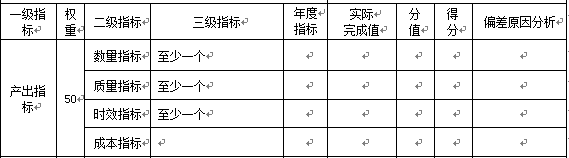 一级指标 权重 二级指标 三级指标 年度指标 实际完成值 分值 得分 偏差原因分析
产出指标 50 数量指标 至少一个
质量指标 至少一个
时效指标 至少一个
成本指标